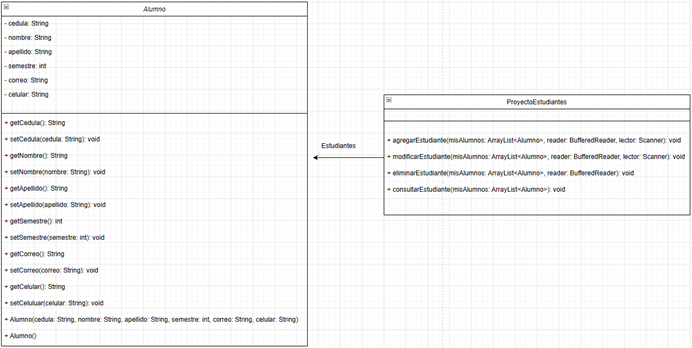 Alumno
- cedula: String
- nombre: String
- apellido: String
- semestre: int
- correo: String
- celular: String
+ getCedula(): String
+ setCedula(cedula: String): void
+ getNombre(): String
+ setNombre(nombre: String): void
+ getApellido(): String
+ setApellido(apellido: String): void
+ getSemestre(): int
+ setSemestre(semestre: int): void
+ getCorreo(): String
+ setCorreo(correo: String): void
+ getCelular(): String
+ setCeluluar(celular: String): void
+ Alumno(cedula: String, nombre: String, apellido: String, semestre: int, correo: String, celular: String)
+ Alumno()
Estudiantes
ProyectoEstudiantes
+ agregarEstudiante(misAlumnos: ArrayList<Alumno>, reader: BufferedReader, lector: Scanner): void
+ modificarEstudiante(misAlumnos: ArrayList<Alumno>, reader: BufferedReader, lector: Scanner): void
+ eliminarEstudiante(misAlumnos: ArrayList<Alumno>, reader: BufferedReader): void
+ consultarEstudiante(misAlumnos: ArrayList<Alumno>): void